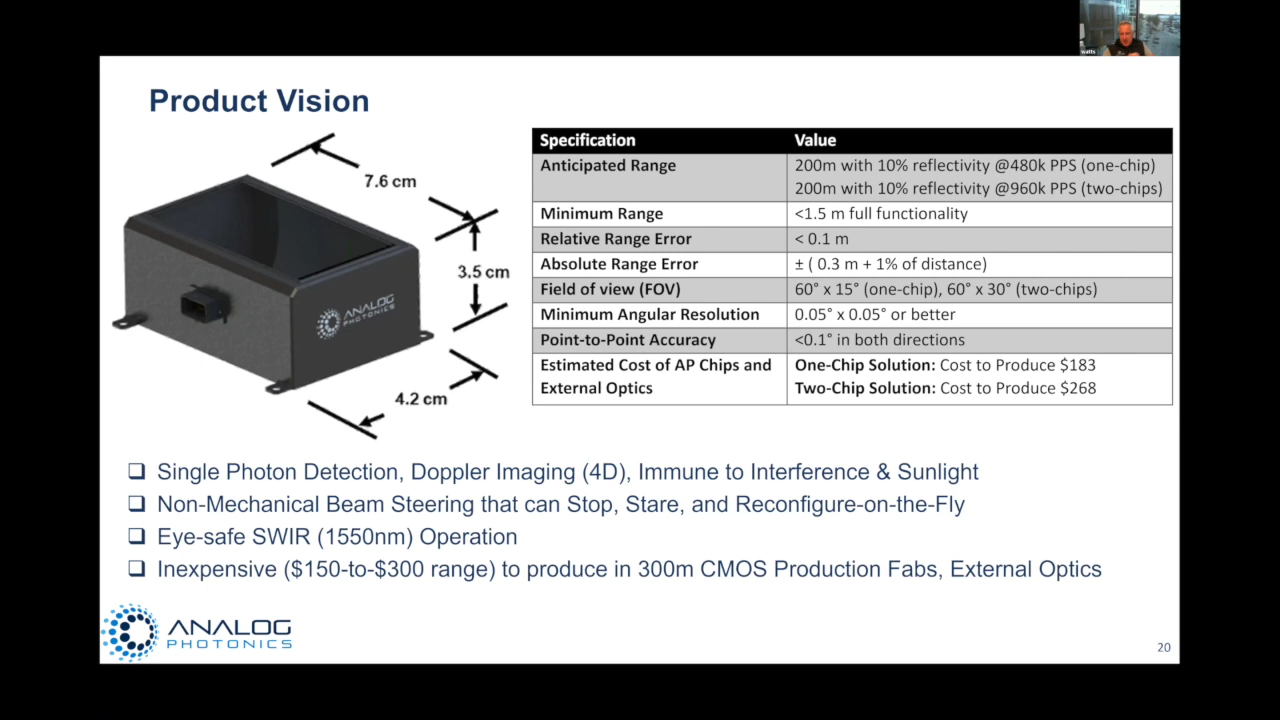 watts
Product Vision
7.6 cm
3.5 cm
4.2 cm
ANALOG
PHOTONICS
Specification Value
Anticipated Range 200m with 10% reflectivity @480k PPS (one-chip)
200m with 10% reflectivity @960k PPS (two-chips)
Minimum Range <1.5 m full functionality
Relative Range Error < 0.1 m
Absolute Range Error ± ( 0.3 m + 1% of distance)
Field of view (FOV) 60° x 15° (one-chip), 60° x 30° (two-chips)
Minimum Angular Resolution 0.05° x 0.05° or better
Point-to-Point Accuracy <0.1° in both directions
Estimated Cost of AP Chips and One-Chip Solution: Cost to Produce $183
External Optics Two-Chip Solution: Cost to Produce $268
❑ Single Photon Detection, Doppler Imaging (4D), Immune to Interference & Sunlight
❑ Non-Mechanical Beam Steering that can Stop, Stare, and Reconfigure-on-the-Fly
❑ Eye-safe SWIR (1550nm) Operation
❑ Inexpensive ($150-to-$300 range) to produce in 300m CMOS Production Fabs, External Optics
ANALOG
PHOTONICS
20